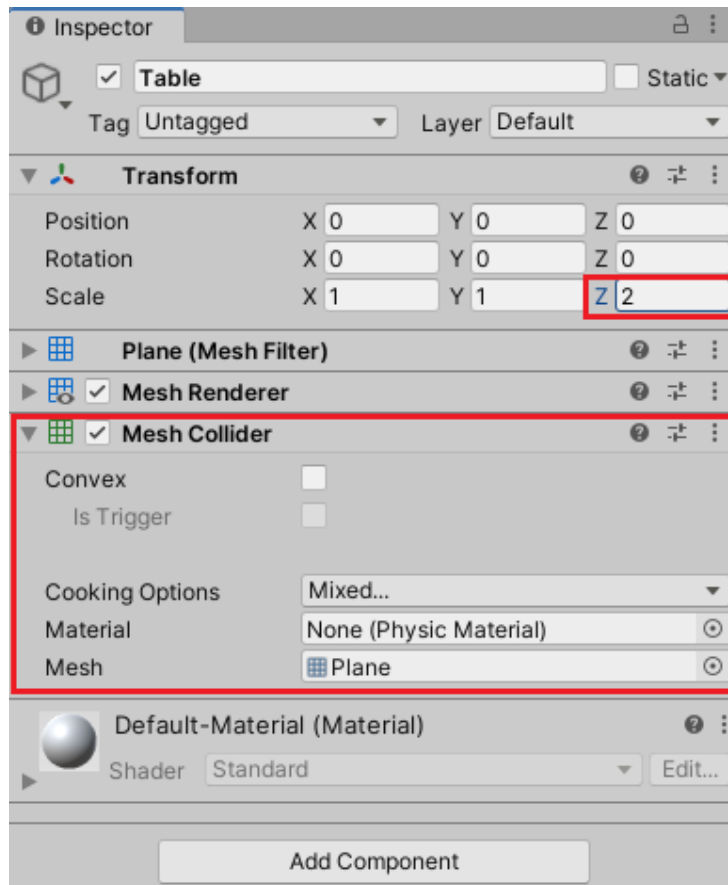 Inspector
Table Static
Tag Untagged Layer Default
Transform
Position X 0 Y 0 Z 0
Rotation X 0 Y 0 Z 0
Scale X 1 Y 1 Z 2
Plane (Mesh Filter)
Mesh Renderer
Mesh Collider
Convex
Is Trigger
Cooking Options Mixed...
Material None (Physic Material)
Mesh Plane
Default-Material (Material)
Shader Standard Edit...
Add Component